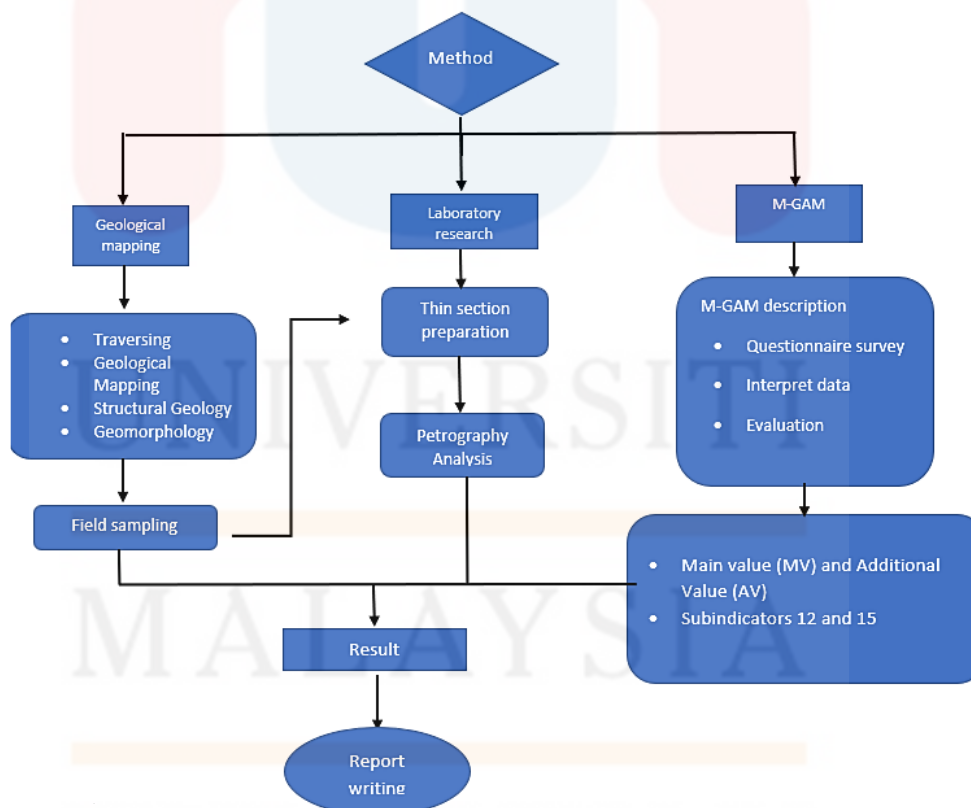 Method
Geological
mapping
Laboratory
research
M-GAM
• Traversing
• Geological
Mapping
• Structural Geology
• Geomorphology
Thin section
preparation
M-GAM description
• Questionnaire survey
• Interpret data
• Evaluation
Petrography
Analysis
Field sampling
• Main value (MV) and Additional
Value (AV)
• Subindicators 12 and 15
Result
Report
writing
UNIVERSITI
MALAYSIA